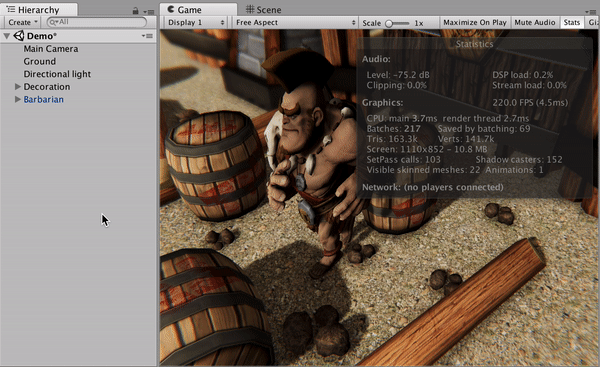 Hierarchy
Create
All
Demo*
Main Camera
Ground
Directional light
Decoration
Barbarian
Game
Scene
Display 1
Free Aspect
Scale
1x
Maximize On Play
Mute Audio
Stats
Giz
Statistics
Audio:
Level: -75.2 dB
DSP load: 0.2%
Clipping: 0.0%
Stream load: 0.0%
Graphics:
220.0 FPS (4.5ms)
CPU: main 3.7ms render thread 2.7ms
Batches: 217 Saved by batching: 69
Tris: 163.3k Verts: 141.7k
Screen: 1110x852 - 10.8 MB
SetPass calls: 103 Shadow casters: 152
Visible skinned meshes: 22 Animations: 1
Network: (no players connected)